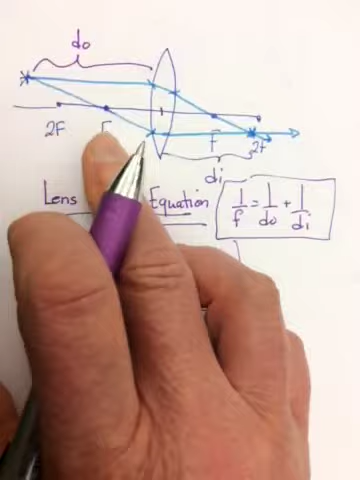 do
2F F F 2f
di
Lens Equation 1/f = 1/do + 1/di